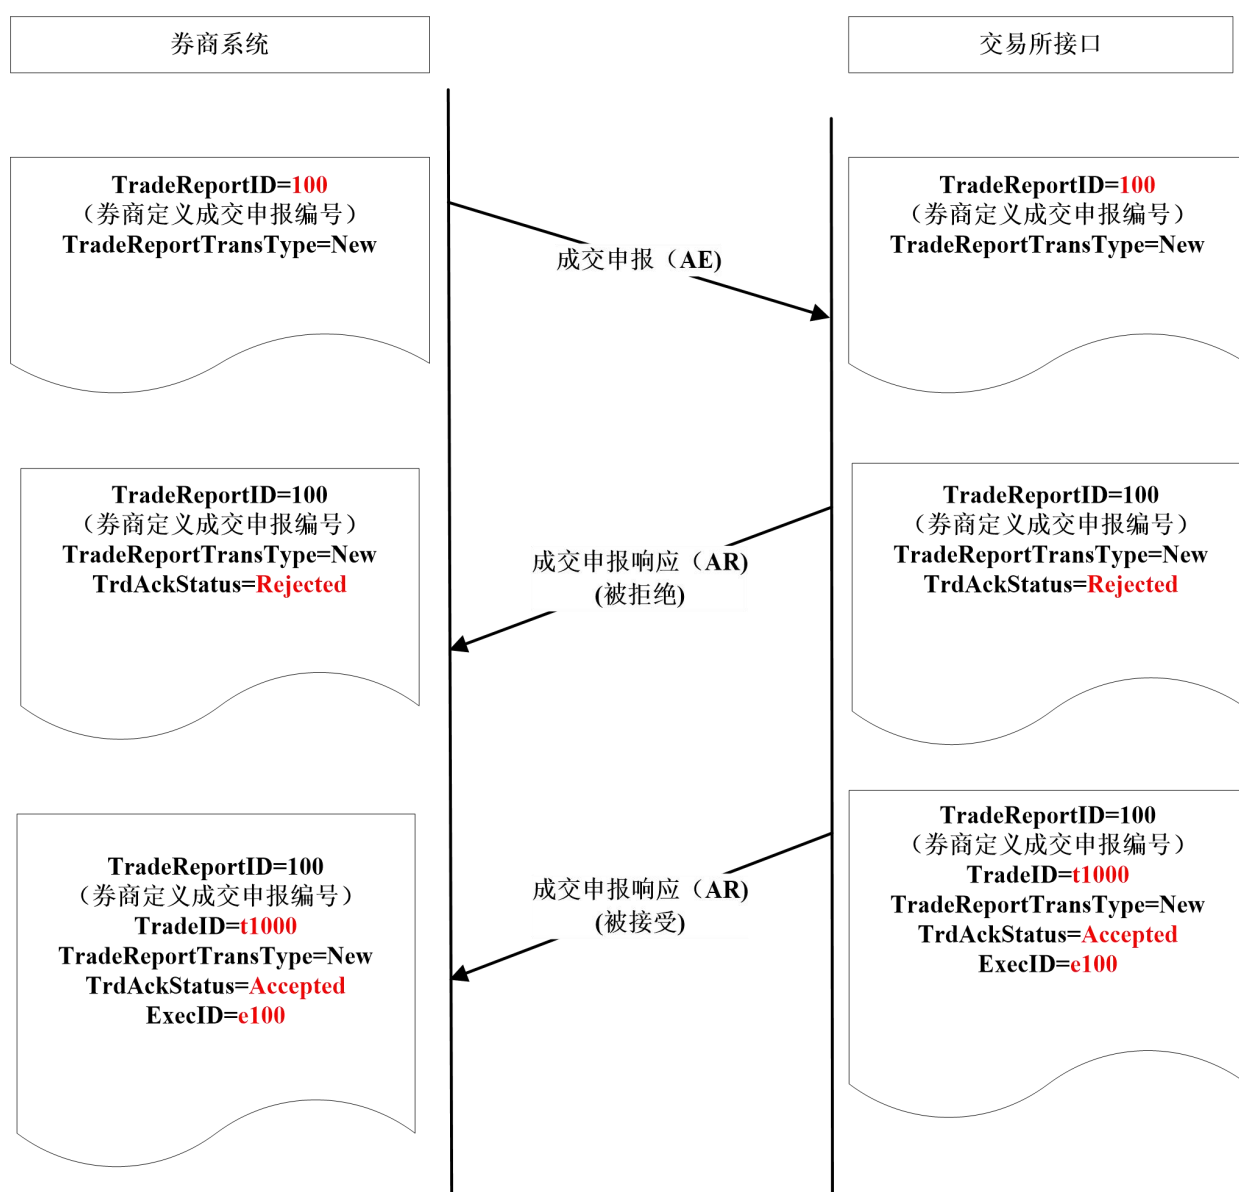 券商系统
交易所接口
TradeReportID=100
（券商定义成交申报编号）
TradeReportTransType=New
成交申报（AE)
TradeReportID=100
（券商定义成交申报编号）
TradeReportTransType=New
TradeReportID=100
（券商定义成交申报编号）
TradeReportTransType=New
TrdAckStatus=Rejected
成交申报响应（AR)
(被拒绝)
TradeReportID=100
（券商定义成交申报编号）
TradeReportTransType=New
TrdAckStatus=Rejected
TradeReportID=100
（券商定义成交申报编号）
TradeID=t1000
TradeReportTransType=New
TrdAckStatus=Accepted
ExecID=e100
成交申报响应（AR)
(被接受)
TradeReportID=100
（券商定义成交申报编号）
TradeID=t1000
TradeReportTransType=New
TrdAckStatus=Accepted
ExecID=e100